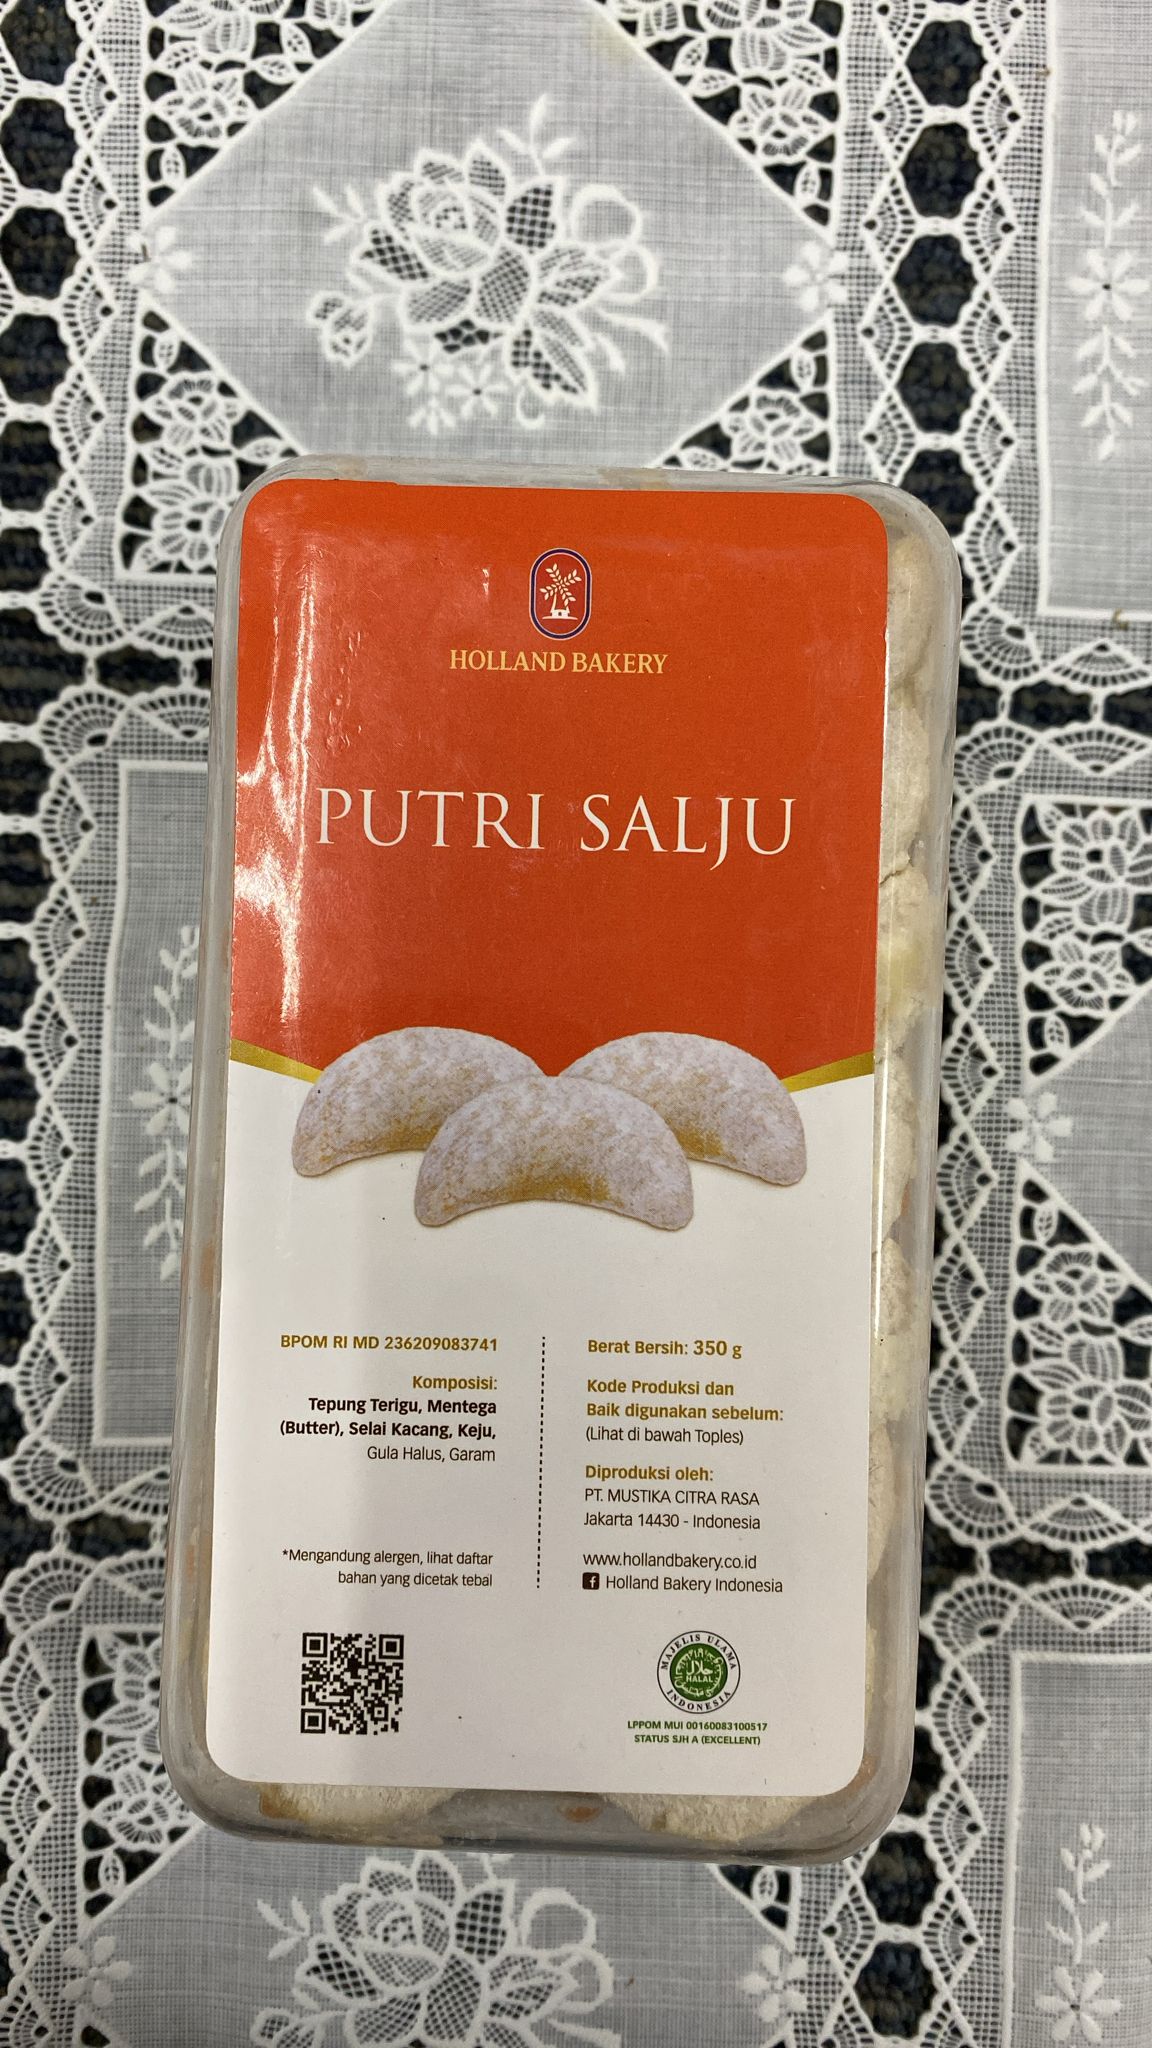 HOLLAND BAKERY
PUTRI SALJU
BPOM RI MD 236209083741
Komposisi:
Tepung Terigu, Mentega
(Butter), Selai Kacang, Keju,
Gula Halus, Garam
*Mengandung alergen, lihat daftar
bahan yang dicetak tebal
Berat Bersih: 350 g
Kode Produksi dan
Baik digunakan sebelum:
(Lihat di bawah Toples)
Diproduksi oleh:
PT. MUSTIKA CITRA RASA
Jakarta 14430 - Indonesia
www.hollandbakery.co.id
Holland Bakery Indonesia
MAJELIS ULAMA
حلال
HALAL
INDONESIA
LPPOM MUI 00160083100517
STATUS SJH A (EXCELLENT)